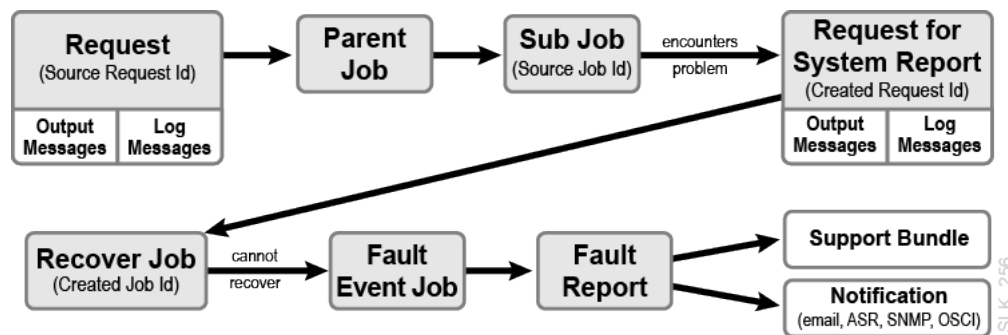 Request
(Source Request Id)
Output
Messages
Log
Messages
Parent
Job
Sub Job
(Source Job Id)
encounters
problem
Request for
System Report
(Created Request Id)
Output
Messages
Log
Messages
Recover Job
(Created Job Id)
cannot
recover
Fault
Event Job
Fault
Report
Support Bundle
Notification
(email, ASR, SNMP, OSCI)